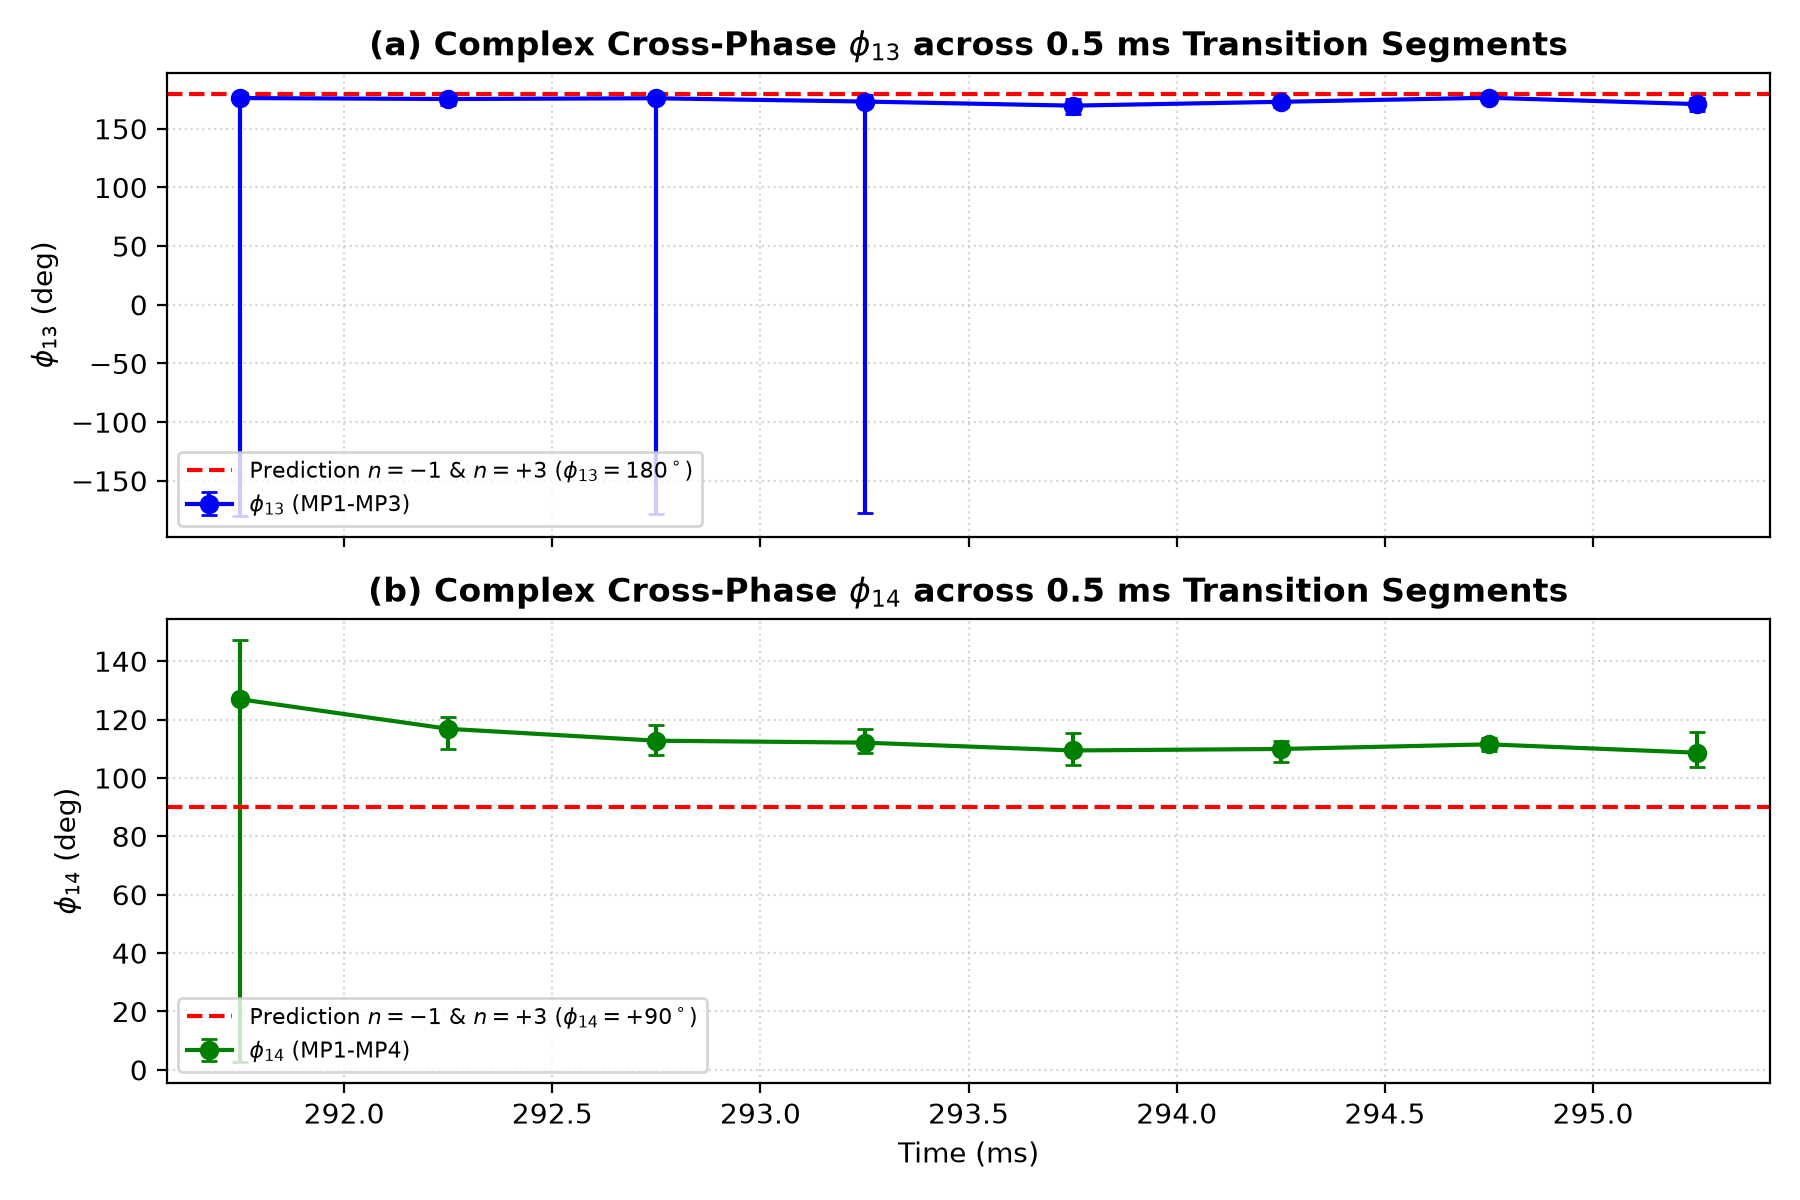 (a) Complex Cross-Phase ϕ₁₃ across 0.5 ms Transition Segments
ϕ₁₃ (deg)
150
100
50
0
−50
−100
−150
Prediction n = −1 & n = +3 (ϕ₁₃ = 180°)
ϕ₁₃ (MP1-MP3)
(b) Complex Cross-Phase ϕ₁₄ across 0.5 ms Transition Segments
ϕ₁₄ (deg)
140
120
100
80
60
40
20
0
Prediction n = −1 & n = +3 (ϕ₁₄ = +90°)
ϕ₁₄ (MP1-MP4)
292.0 292.5 293.0 293.5 294.0 294.5 295.0
Time (ms)